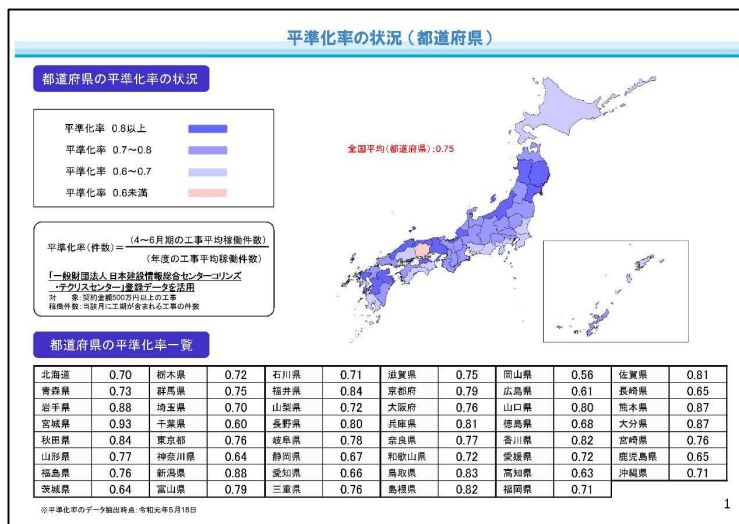 平準化率の状況（都道府県）
都道府県の平準化率の状況
平準化率 0.8以上
平準化率 0.7～0.8
平準化率 0.6～0.7
平準化率 0.6未満
全国平均(都道府県):0.75
平準化率(件数)＝(4～6月期の工事平均稼働件数)
(年度の工事平均稼働件数)
「一般財団法人 日本建設情報総合センターコリンズ
・テクリスセンター」登録データを活用
対　象:契約金額500万円以上の工事
稼働件数:当該月に工期が含まれる工事の件数
都道府県の平準化率一覧
北海道 0.70 栃木県 0.72 石川県 0.71 滋賀県 0.75 岡山県 0.56 佐賀県 0.81
青森県 0.73 群馬県 0.75 福井県 0.84 京都府 0.79 広島県 0.61 長崎県 0.65
岩手県 0.88 埼玉県 0.70 山梨県 0.72 大阪府 0.76 山口県 0.80 熊本県 0.87
宮城県 0.93 千葉県 0.60 長野県 0.80 兵庫県 0.81 徳島県 0.68 大分県 0.87
秋田県 0.84 東京都 0.76 岐阜県 0.78 奈良県 0.77 香川県 0.82 宮崎県 0.76
山形県 0.77 神奈川県 0.64 静岡県 0.67 和歌山県 0.72 愛媛県 0.72 鹿児島県 0.65
福島県 0.76 新潟県 0.88 愛知県 0.66 鳥取県 0.83 高知県 0.63 沖縄県 0.71
茨城県 0.64 富山県 0.79 三重県 0.76 島根県 0.82 福岡県 0.71
※平準化率のデータ抽出時点：令和元年5月18日
1